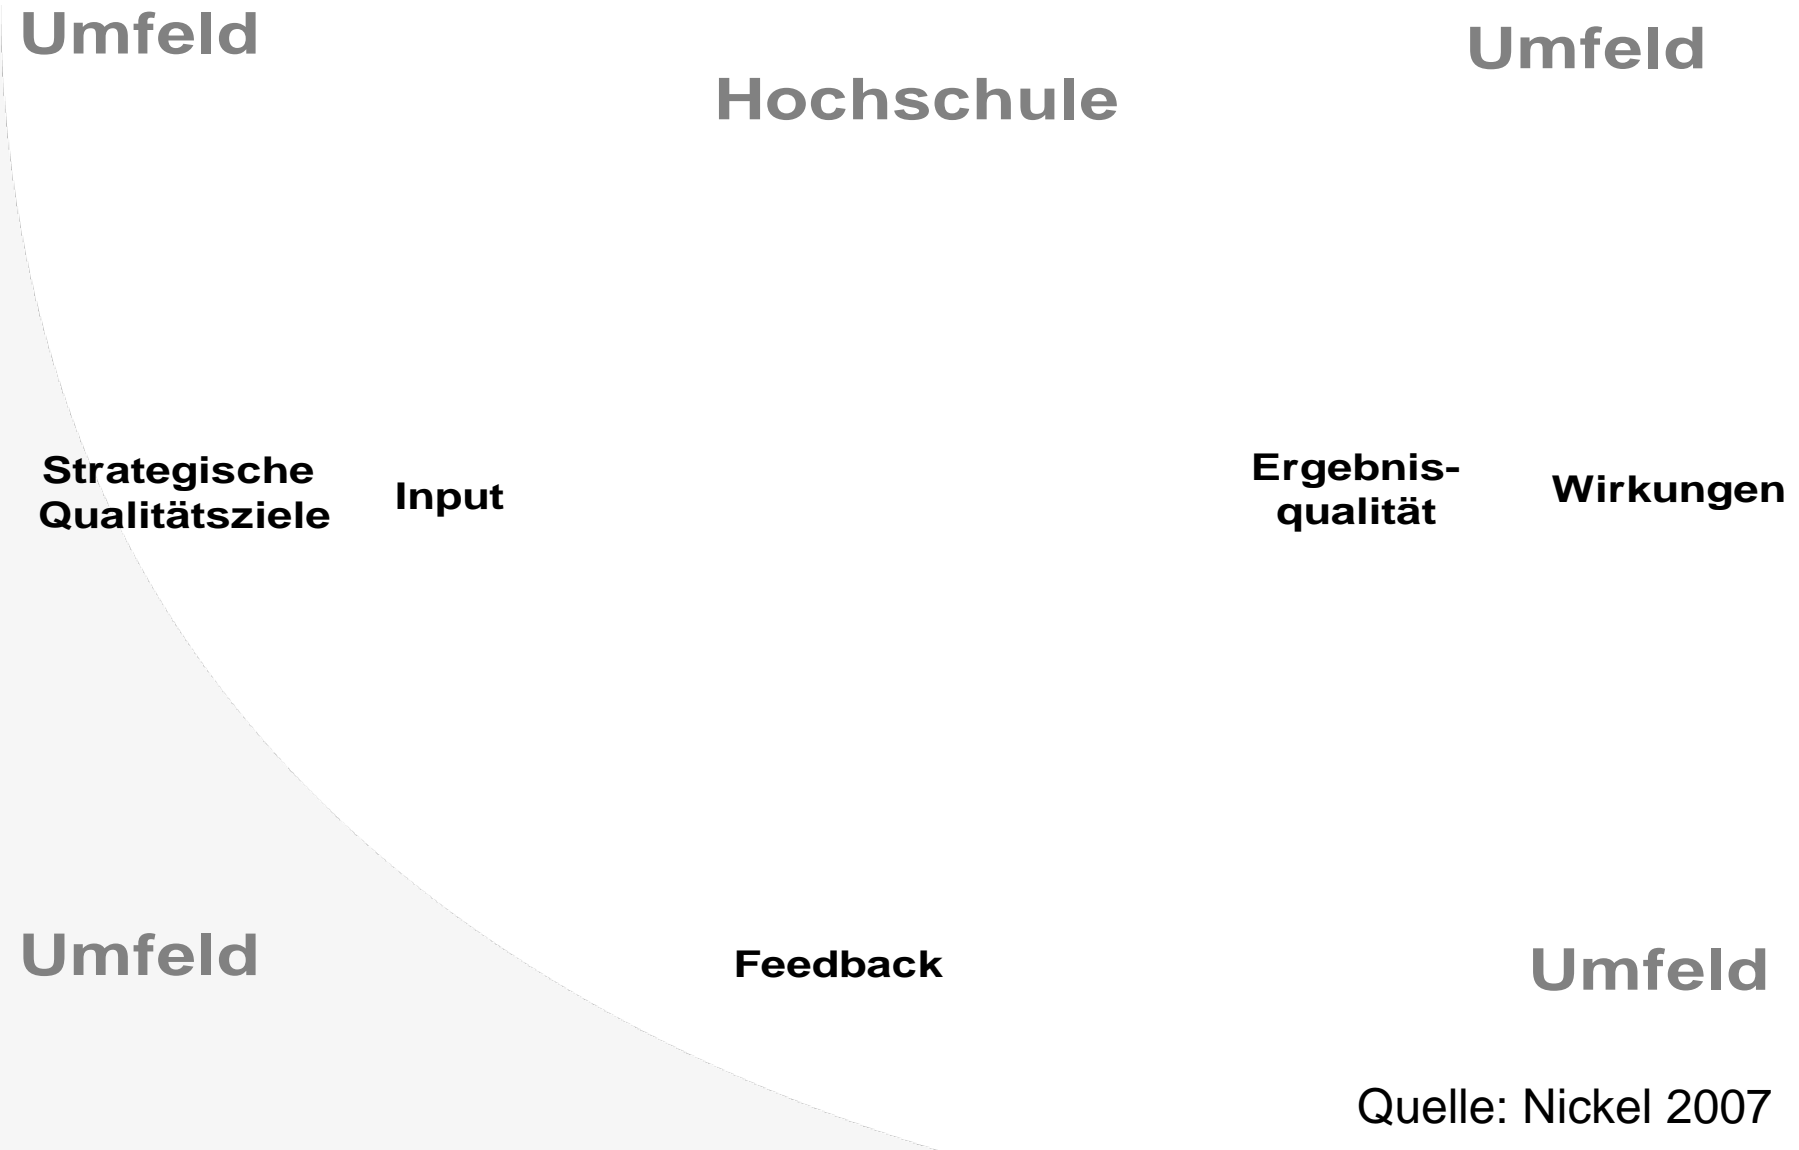 Umfeld
Umfeld
Hochschule
Strategische
Qualitätsziele
Input
Ergebnis-
qualität
Wirkungen
Umfeld
Feedback
Umfeld
Quelle: Nickel 2007